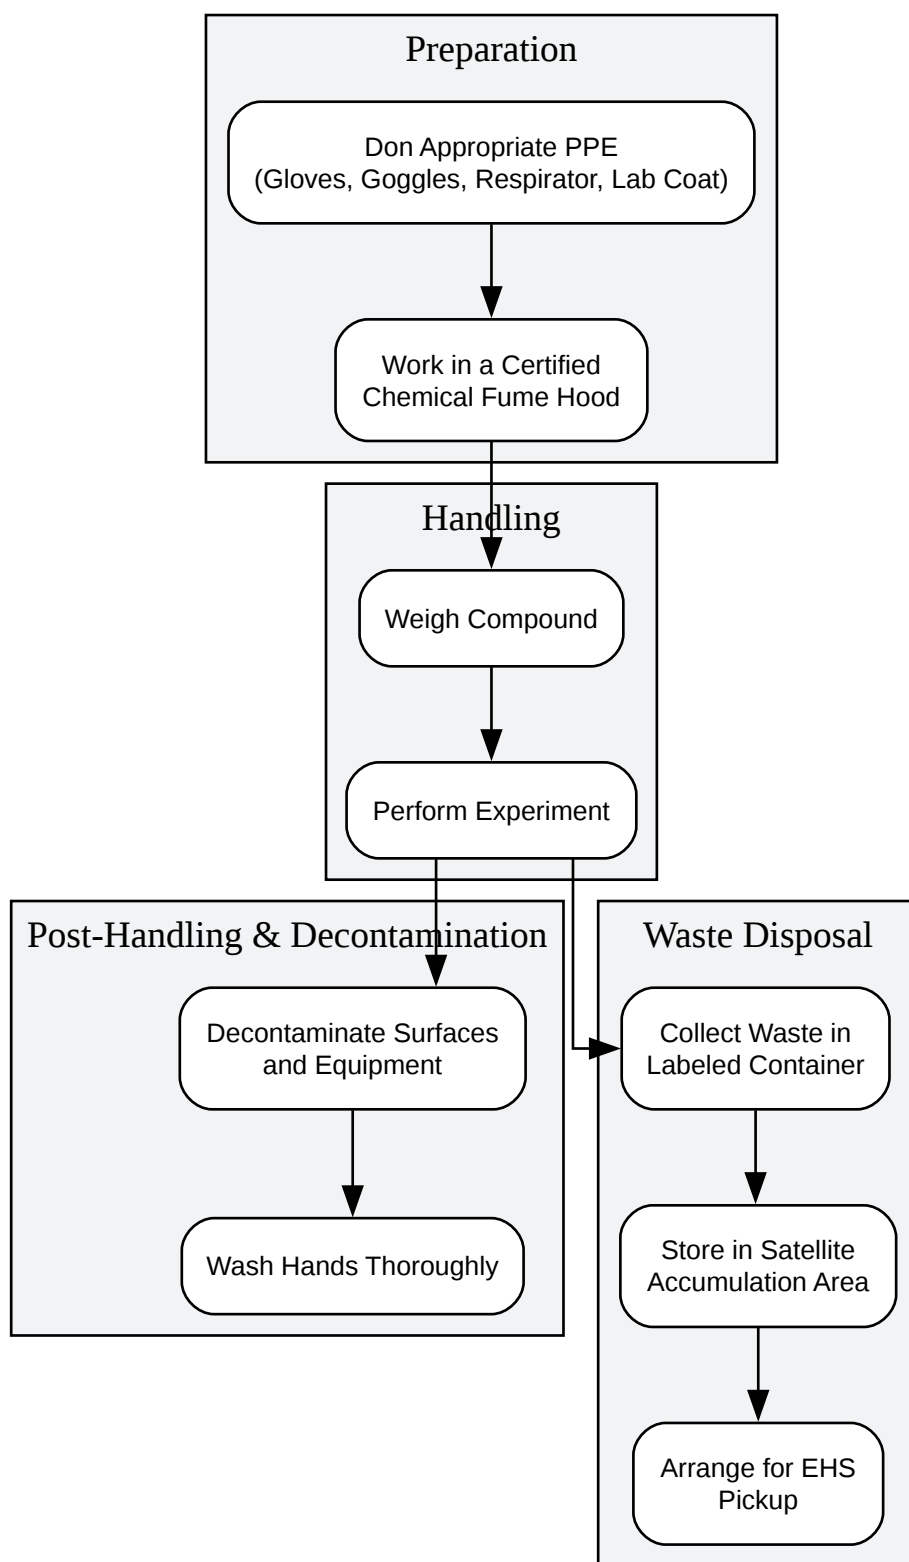 Preparation
Don Appropriate PPE
(Gloves, Goggles, Respirator, Lab Coat)
Work in a Certified
Chemical Fume Hood
Handling
Weigh Compound
Perform Experiment
Post-Handling & Decontamination
Decontaminate Surfaces
and Equipment
Wash Hands Thoroughly
Waste Disposal
Collect Waste in
Labeled Container
Store in Satellite
Accumulation Area
Arrange for EHS
Pickup